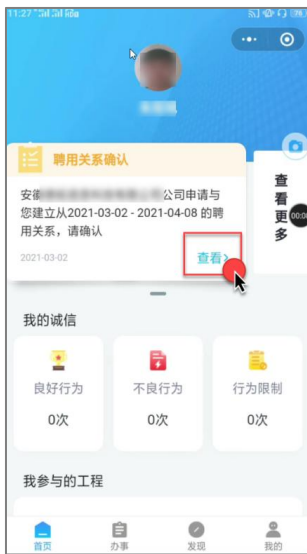 11:27
聘用关系确认
安
公司申请与
您建立从2021-03-02 - 2021-04-08 的聘
用关系，请确认
2021-03-02
查看>
查看更多
00:0
我的诚信
良好行为 不良行为 行为限制
0次 0次 0次
我参与的工程
首页 办事 发现 我的